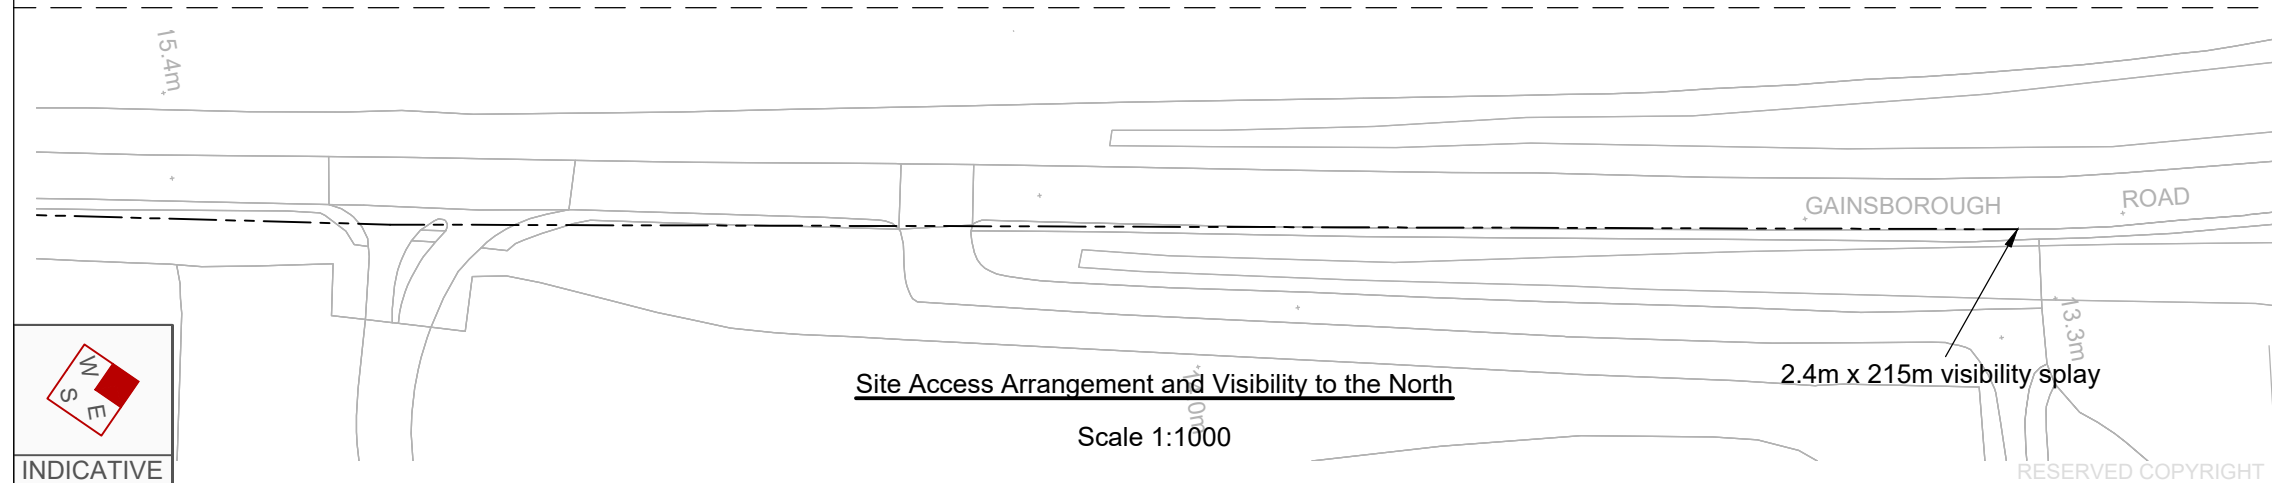 15.4m
GAINSBOROUGH ROAD
13.3m
2.4m x 215m visibility splay
Site Access Arrangement and Visibility to the North
Scale 1:1000
W
S
E
INDICATIVE
RESERVED COPYRIGHT